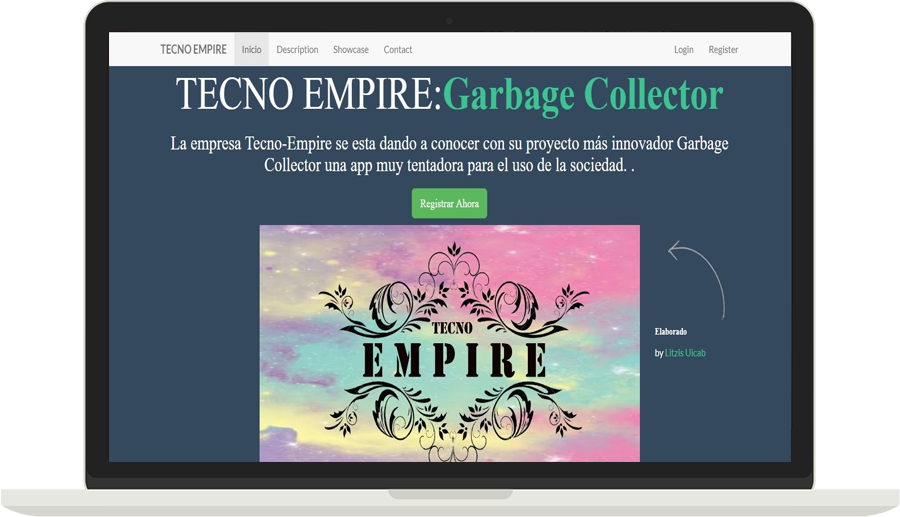 TECNO EMPIRE Inicio Description Showcase Contact Login Register
TECNO EMPIRE:Garbage Collector
La empresa Tecno-Empire se esta dando a conocer con su proyecto más innovador Garbage
Collector una app muy tentadora para el uso de la sociedad. .
Registrar Ahora
TECNO
EMPIRE
Elaborado
by Litzis Uicab